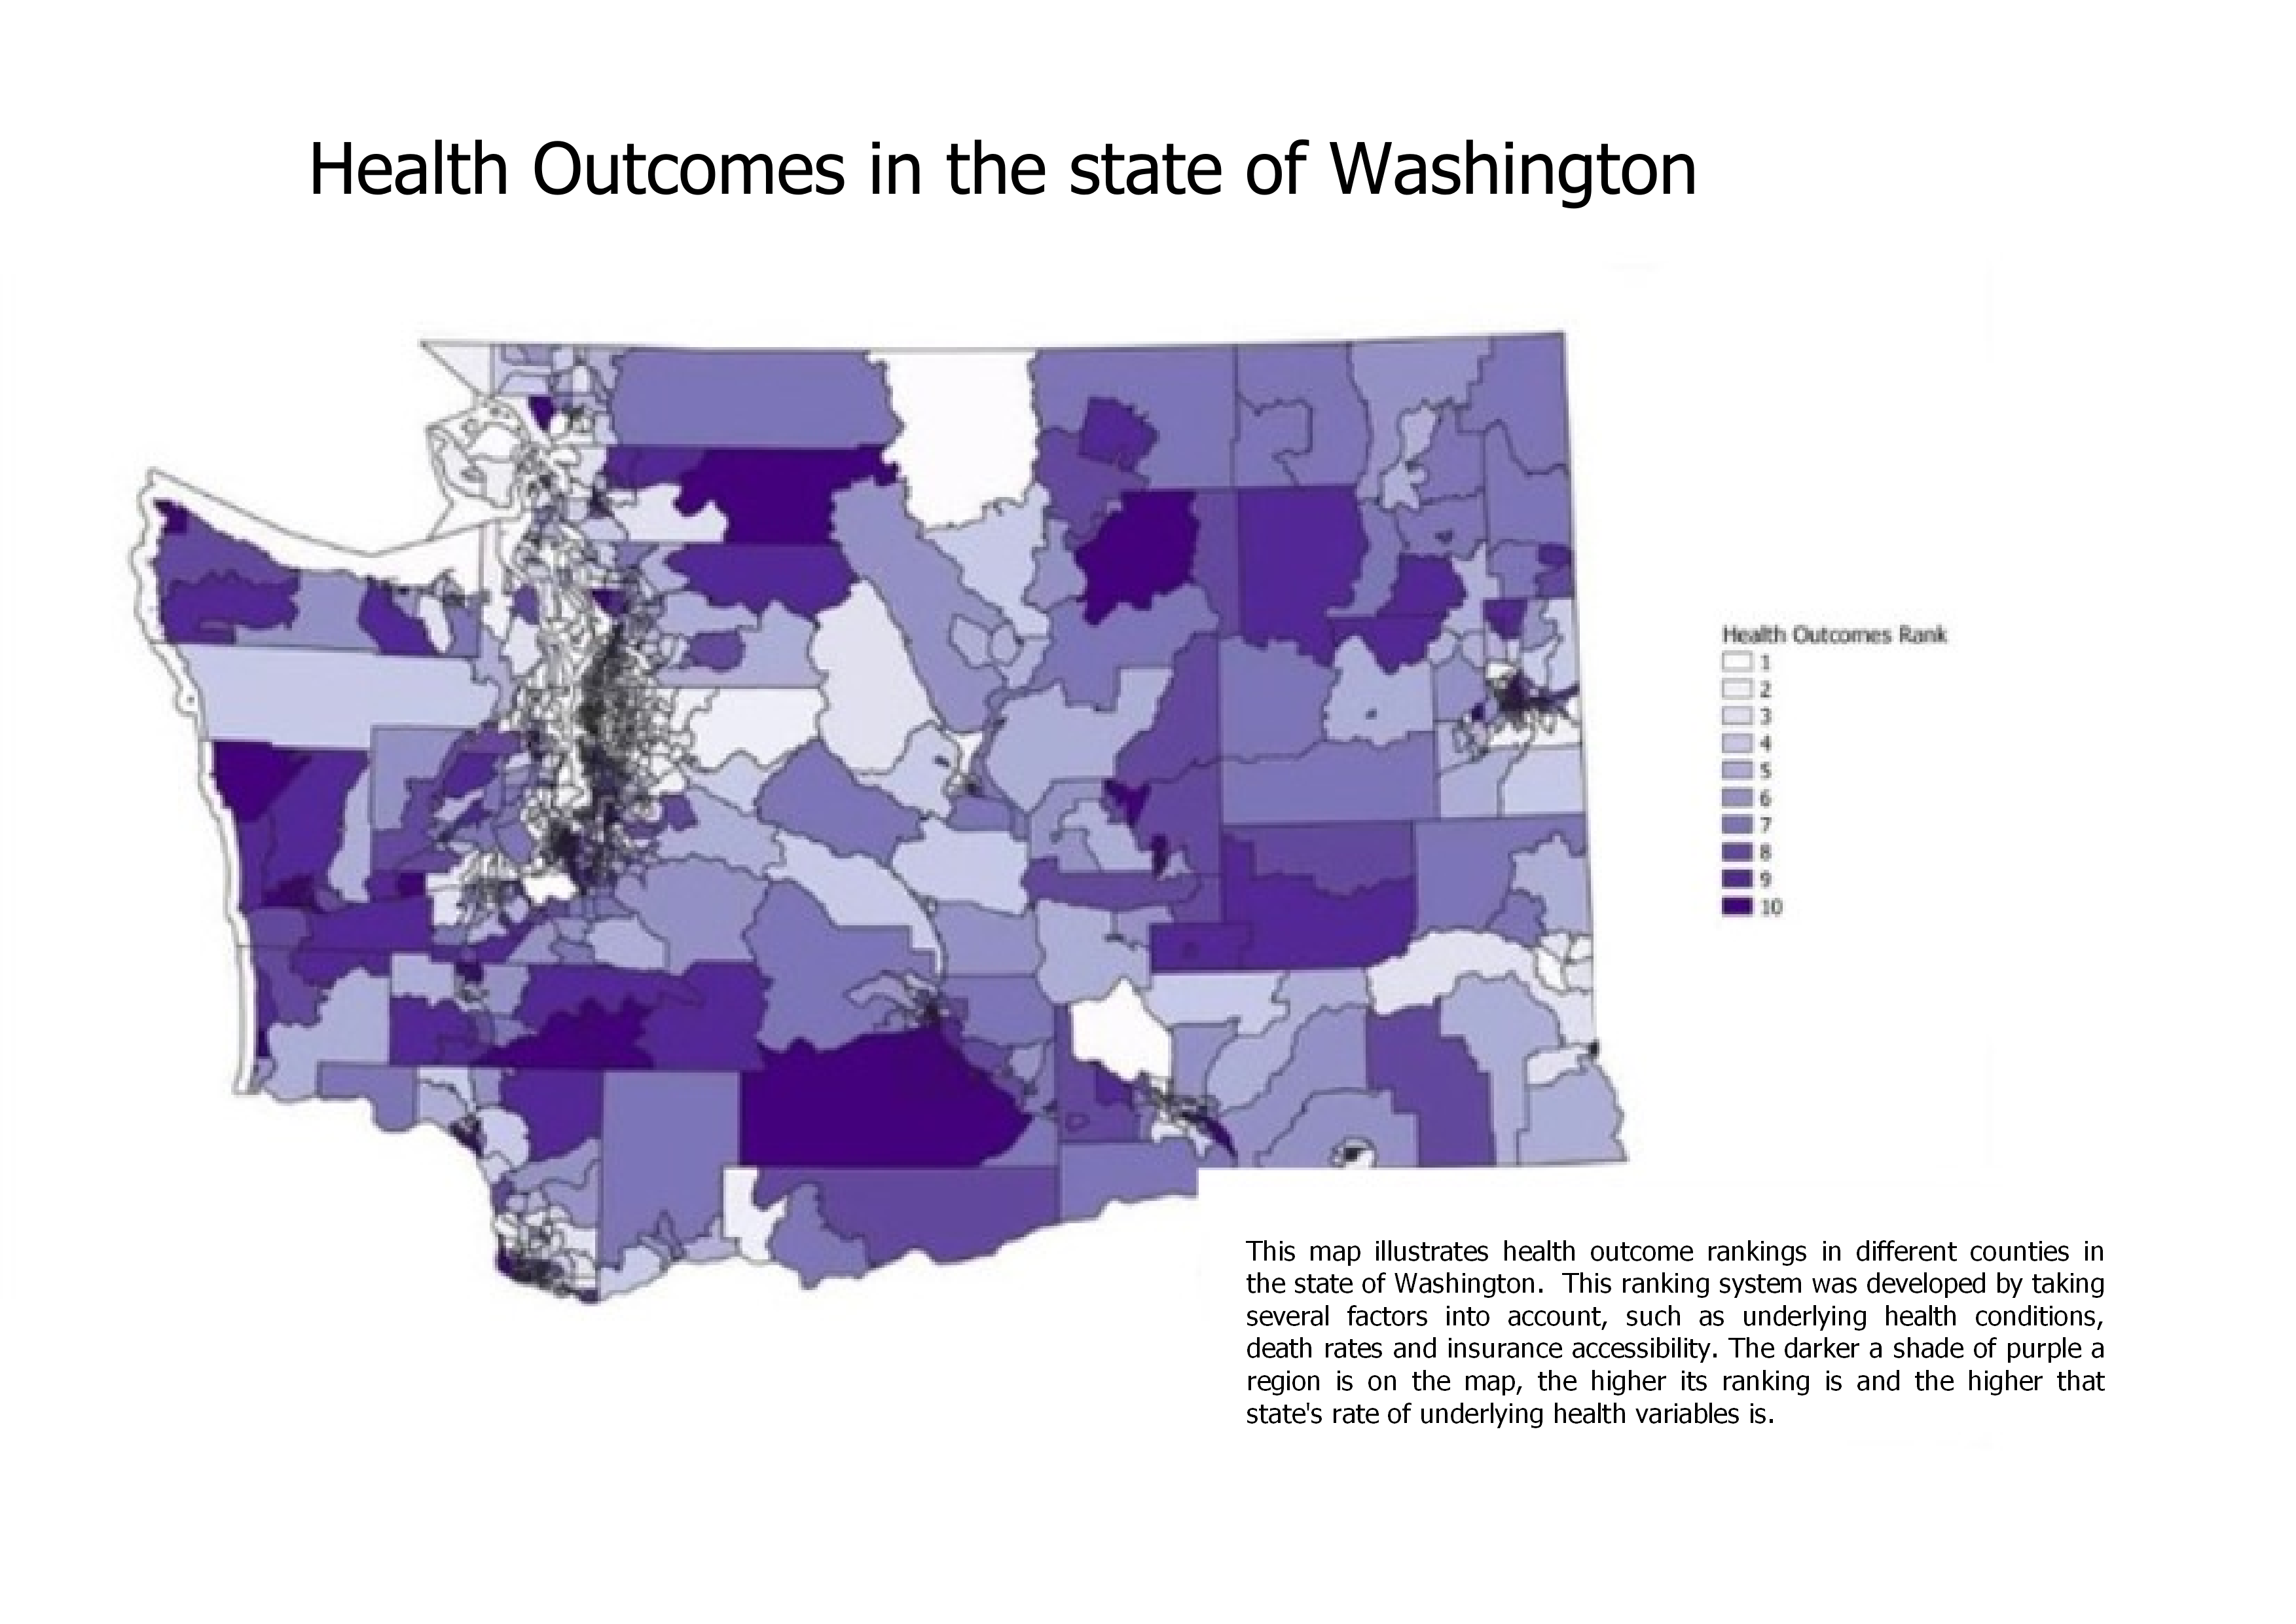 Health Outcomes in the state of Washington
Health Outcomes Rank
1
2
3
4
5
6
7
8
9
10
This map illustrates health outcome rankings in different counties in
the state of Washington. This ranking system was developed by taking
several factors into account, such as underlying health conditions,
death rates and insurance accessibility. The darker a shade of purple a
region is on the map, the higher its ranking is and the higher that
state's rate of underlying health variables is.